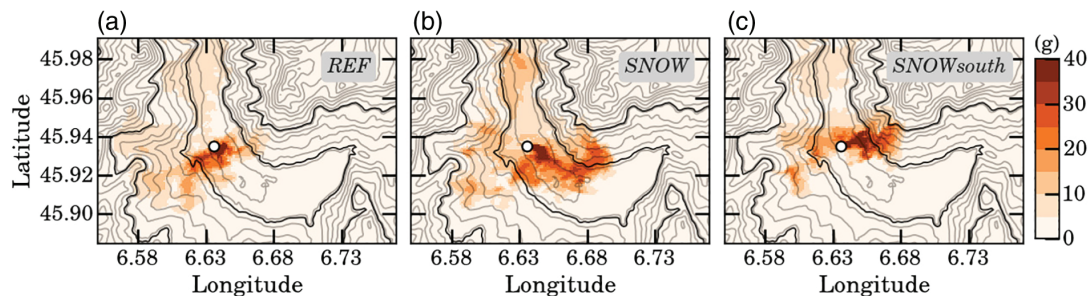 (a) (b) (c) (g)
REF SNOW SNOWsouth
45.98
45.96
45.94
45.92
45.90
Latitude
40
30
20
10
0
6.58 6.63 6.68 6.73 6.58 6.63 6.68 6.73 6.58 6.63 6.68 6.73
Longitude Longitude Longitude